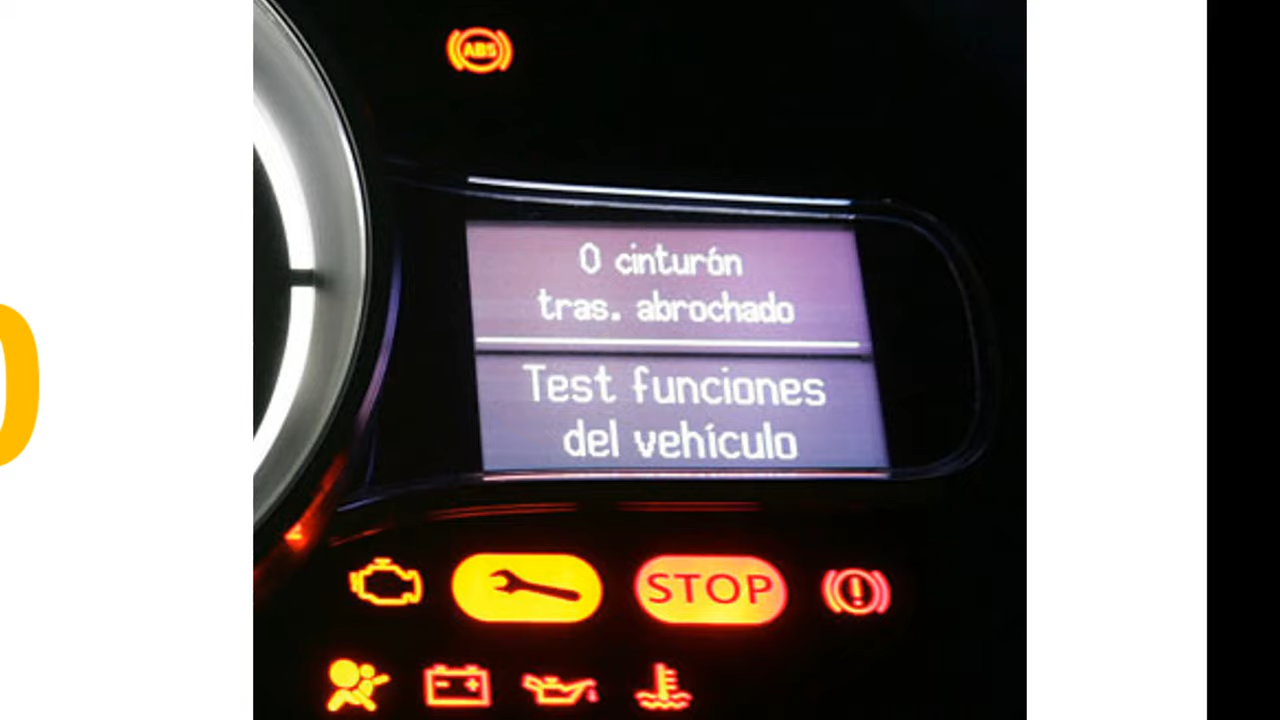 ABS
0 cinturón
tras. abrochado
Test funciones
del vehículo
STOP